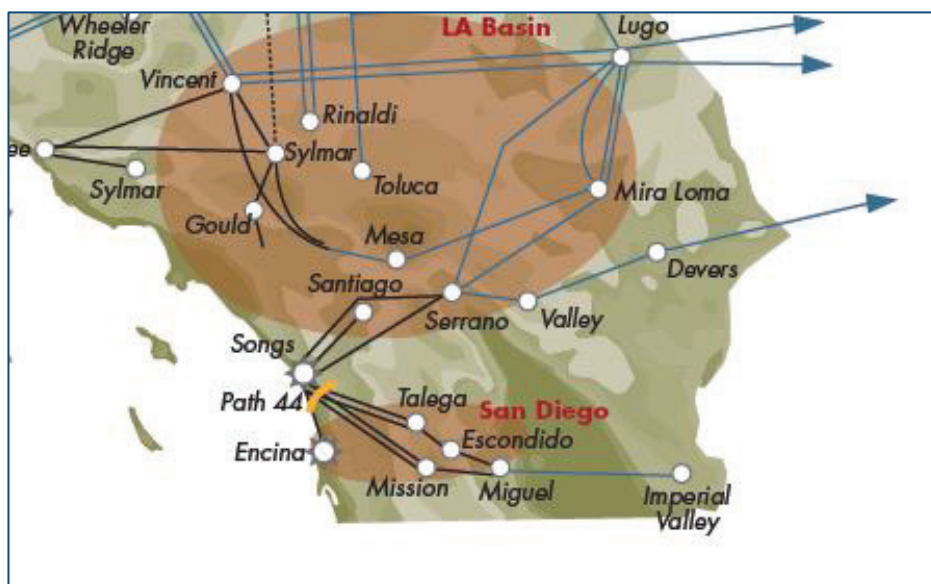 Wheeler
Ridge
LA Basin
Lugo
Vincent
Rinaldi
ee
Sylmar
Sylmar
Toluca
Mira Loma
Gould
Mesa
Devers
Santiago
Serrano
Valley
Songs
Path 44
Talega
San Diego
Escondido
Encina
Mission
Miguel
Imperial
Valley